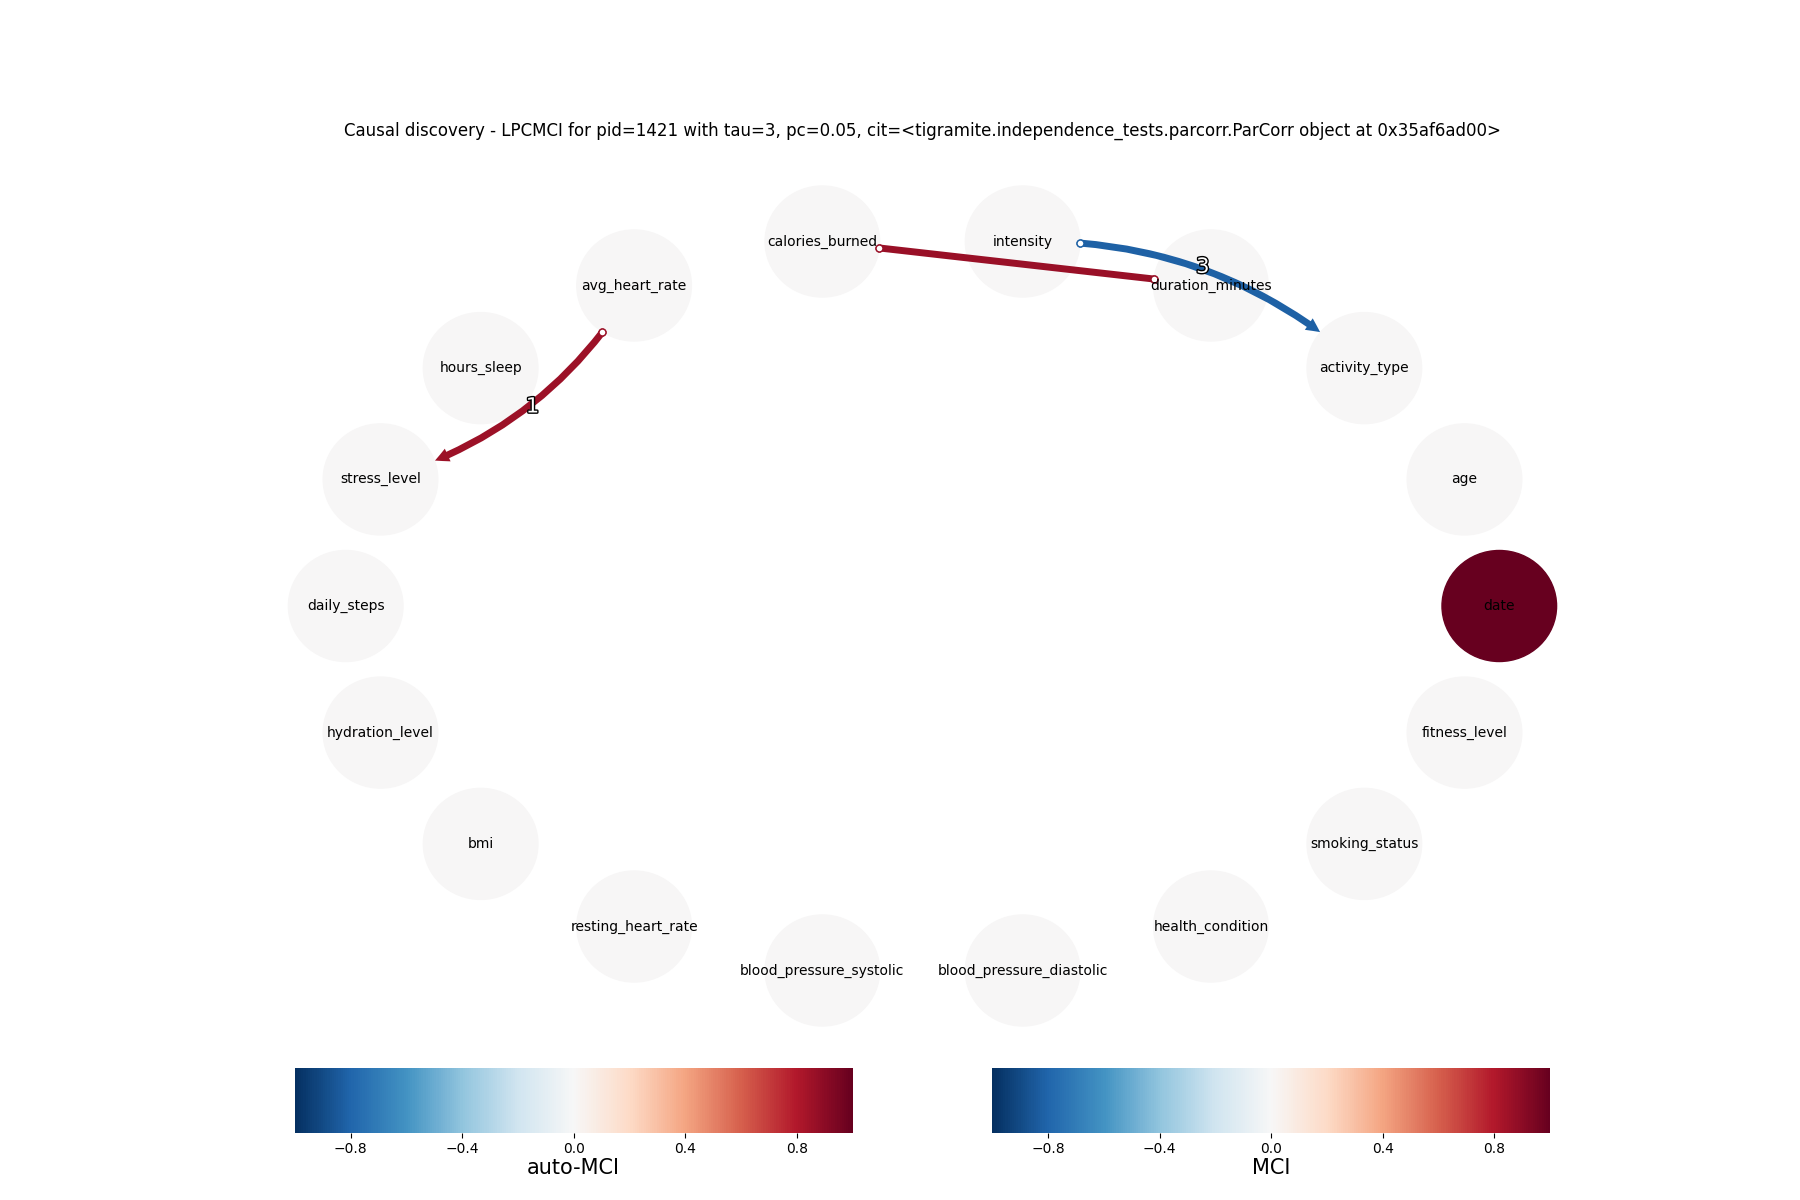 Causal discovery - LPCMCI for pid=1421 with tau=3, pc=0.05, cit=<tigramite.independence_tests.parcorr.ParCorr object at 0x35af6ad00>
calories_burned
intensity
3
avg_heart_rate
duration_minutes
hours_sleep
activity_type
1
stress_level
age
daily_steps
date
hydration_level
fitness_level
bmi
smoking_status
resting_heart_rate
health_condition
blood_pressure_systolic
blood_pressure_diastolic
−0.8 −0.4 0.0 0.4 0.8
auto-MCI
−0.8 −0.4 0.0 0.4 0.8
MCI